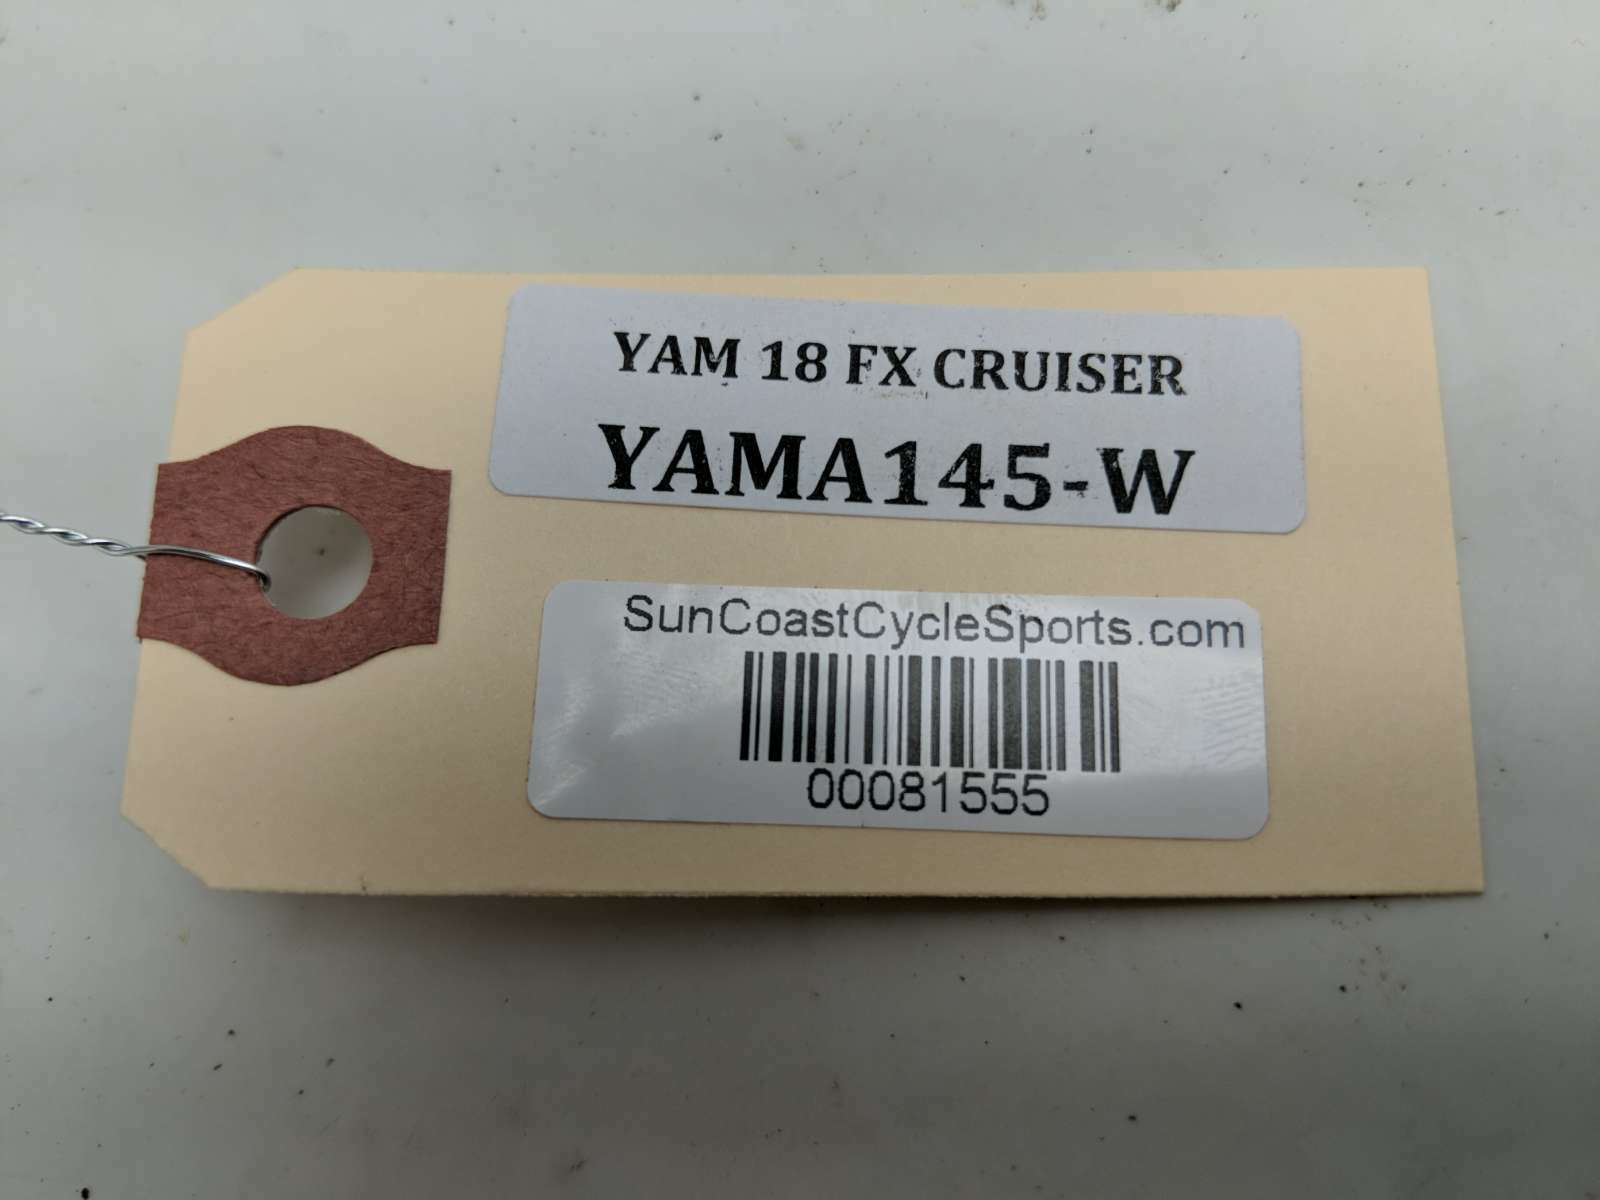 YAM 18 FX CRUISER
YAMA145-W
SunCoastCycleSports.com
00081555